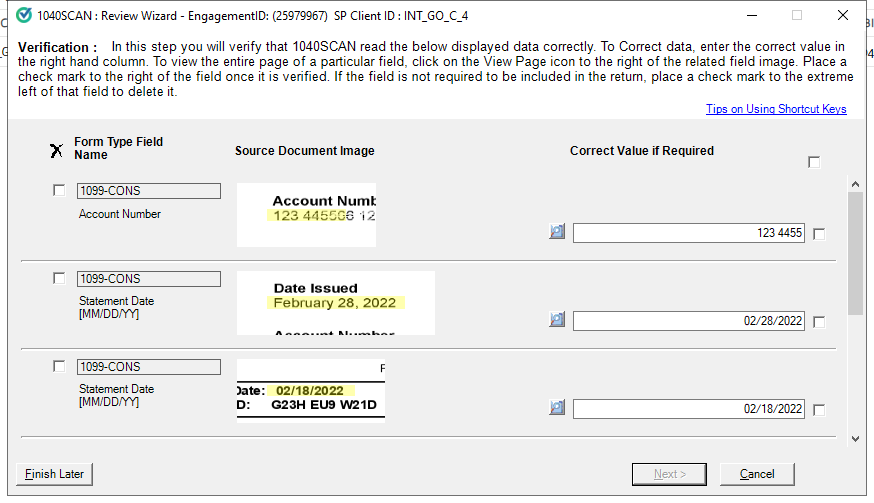 1040SCAN : Review Wizard - EngagementID: (25979967)  SP Client ID : INT_GO_C_4
Verification :   In this step you will verify that 1040SCAN read the below displayed data correctly. To Correct data, enter the correct value in
the right hand column. To view the entire page of a particular field, click on the View Page icon to the right of the related field image. Place a
check mark to the right of the field once it is verified. If the field is not required to be included in the return, place a check mark to the extreme
left of that field to delete it.
Tips on Using Shortcut Keys
Form Type Field
Name
Source Document Image
Correct Value if Required
1099-CONS
Account Number
Account Numb
123 445506 12
123 4455
1099-CONS
Statement Date
[MM/DD/YY]
Date Issued
February 28, 2022
Account Number
02/28/2022
1099-CONS
Statement Date
[MM/DD/YY]
F
Date: 02/18/2022
D: G23H EU9 W21D
02/18/2022
Finish Later
Next >
Cancel